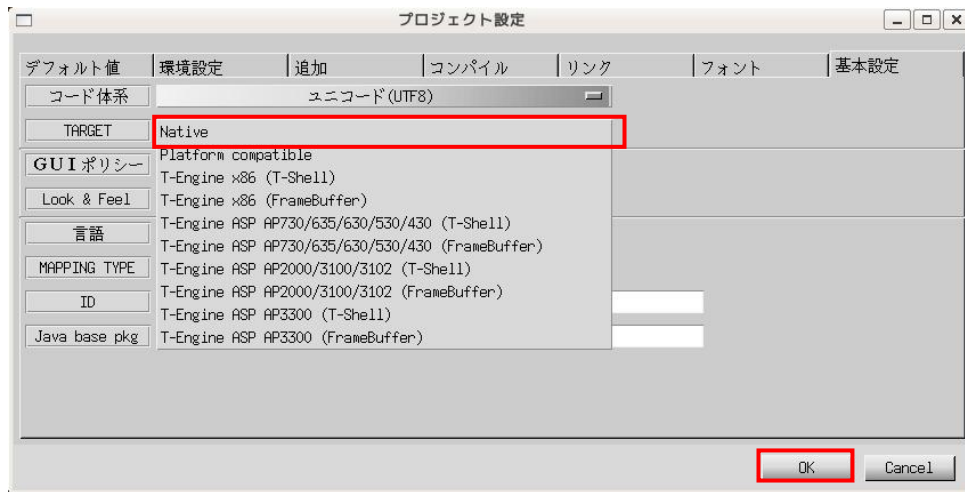 プロジェクト設定
デフォルト値 環境設定 追加 コンパイル リンク フォント 基本設定
コード体系 ユニコード(UTF8)
TARGET Native
Platform compatible
GUIポリシー T-Engine x86 (T-Shell)
Look & Feel T-Engine x86 (FrameBuffer)
T-Engine ASP AP730/635/630/530/430 (T-Shell)
言語 T-Engine ASP AP730/635/630/530/430 (FrameBuffer)
MAPPING TYPE T-Engine ASP AP2000/3100/3102 (T-Shell)
ID T-Engine ASP AP2000/3100/3102 (FrameBuffer)
T-Engine ASP AP3300 (T-Shell)
Java base pkg T-Engine ASP AP3300 (FrameBuffer)
OK Cancel